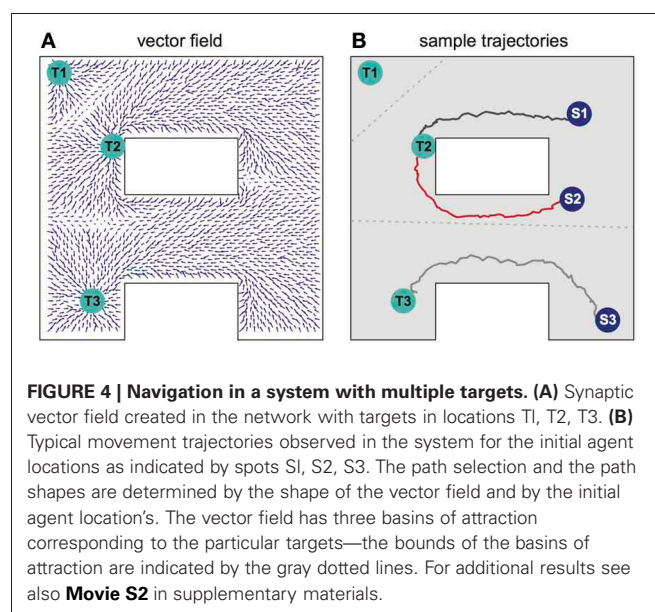 A vector field
B sample trajectories
T1
T2
T3
T1
S1
T2
S2
T3
S3
FIGURE 4 | Navigation in a system with multiple targets. (A) Synaptic
vector field created in the network with targets in locations Tl, T2, T3. (B)
Typical movement trajectories observed in the system for the initial agent
locations as indicated by spots Sl, S2, S3. The path selection and the path
shapes are determined by the shape of the vector field and by the initial
agent location's. The vector field has three basins of attraction
corresponding to the particular targets—the bounds of the basins of
attraction are indicated by the gray dotted lines. For additional results see
also Movie S2 in supplementary materials.